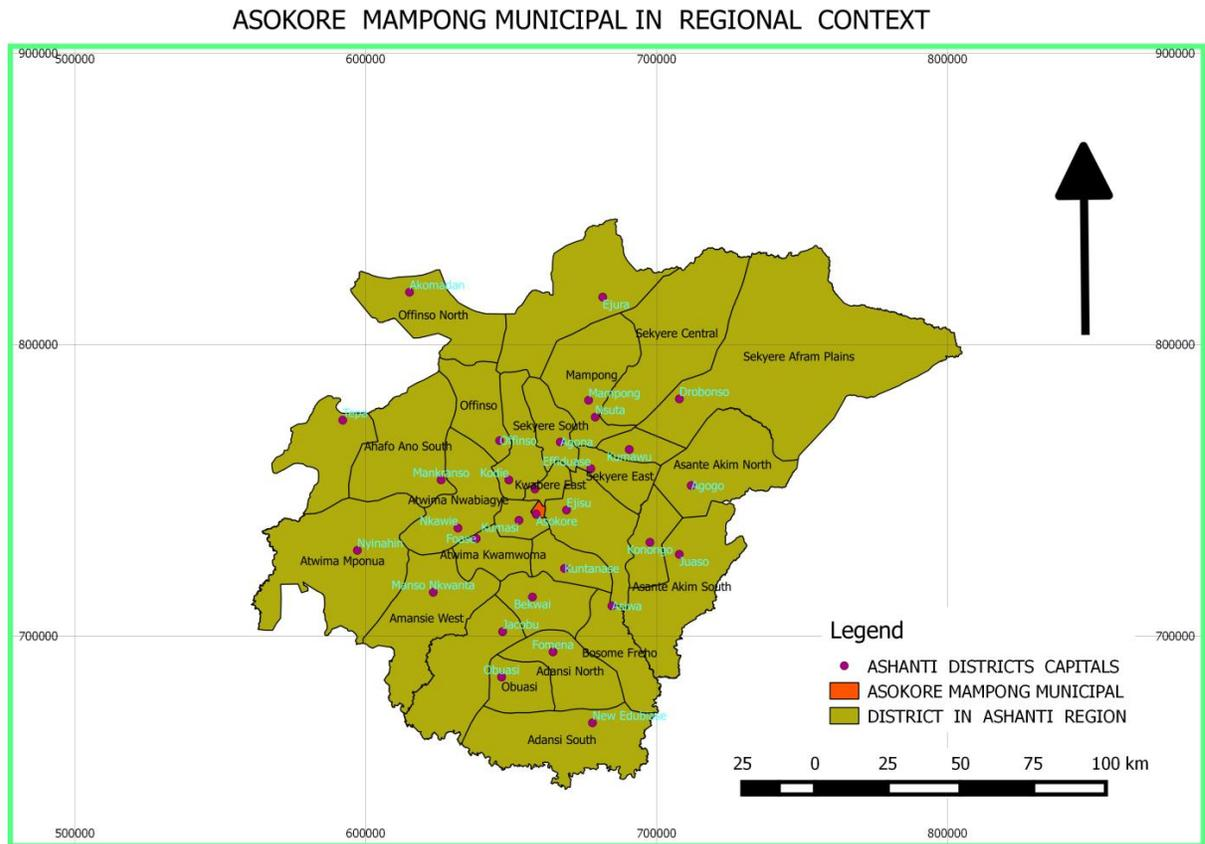 ASOKORE MAMPONG MUNICIPAL IN REGIONAL CONTEXT
900000
500000
600000
700000
800000
900000
Akomadan
Offinso North
Ejura
Sekyere Central
800000
Sekyere Afram Plains
800000
Mampong
Mampong
Drobonso
Nsuta
Offinso
Tepa
Sekyere South
Ahafo Ano South
Offinso
Agona
Kumawu
Effiduase
Asante Akim North
Mankranso
Kodie
Sekyere East
Kwabere East
Agogo
Atwima Nwabiagye
Ejisu
Nkawie
Kumasi
Asokore
Foase
Nyinahin
Atwima Kwamwoma
Konongo
Atwima Mponua
Juaso
Kuntanase
Manso Nkwanta
Asante Akim South
Bekwai
Asiwa
Amansie West
Jacobu
700000
700000
Fomena
Bosome Freho
Obuasi
Adansi North
Obuasi
New Edubiase
Adansi South
Legend
ASHANTI DISTRICTS CAPITALS
ASOKORE MAMPONG MUNICIPAL
DISTRICT IN ASHANTI REGION
25 0 25 50 75 100 km
500000
600000
700000
800000